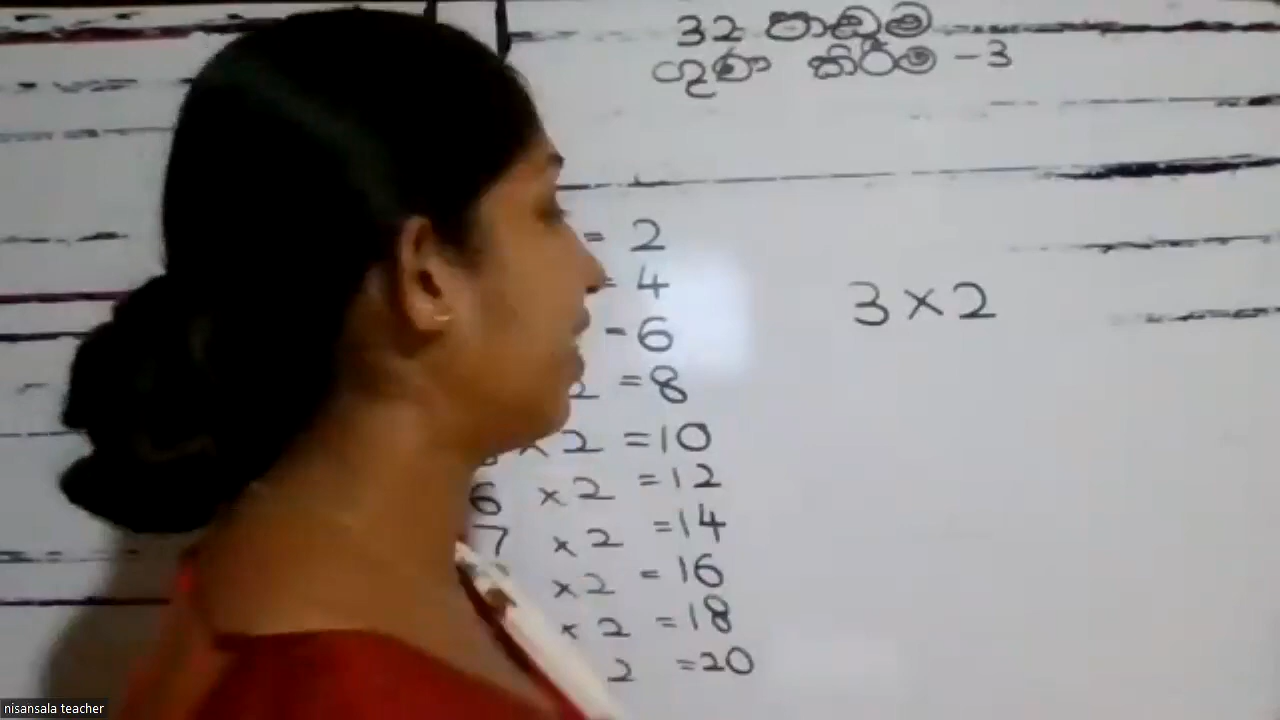 32 පාඩම
ගුණ කිරීම - 3
= 2
= 4
3 × 2
- 6
2 = 8
× 2 = 10
6 × 2 = 12
7 × 2 = 14
× 2 = 16
× 2 = 18
2 = 20
nisansala teacher